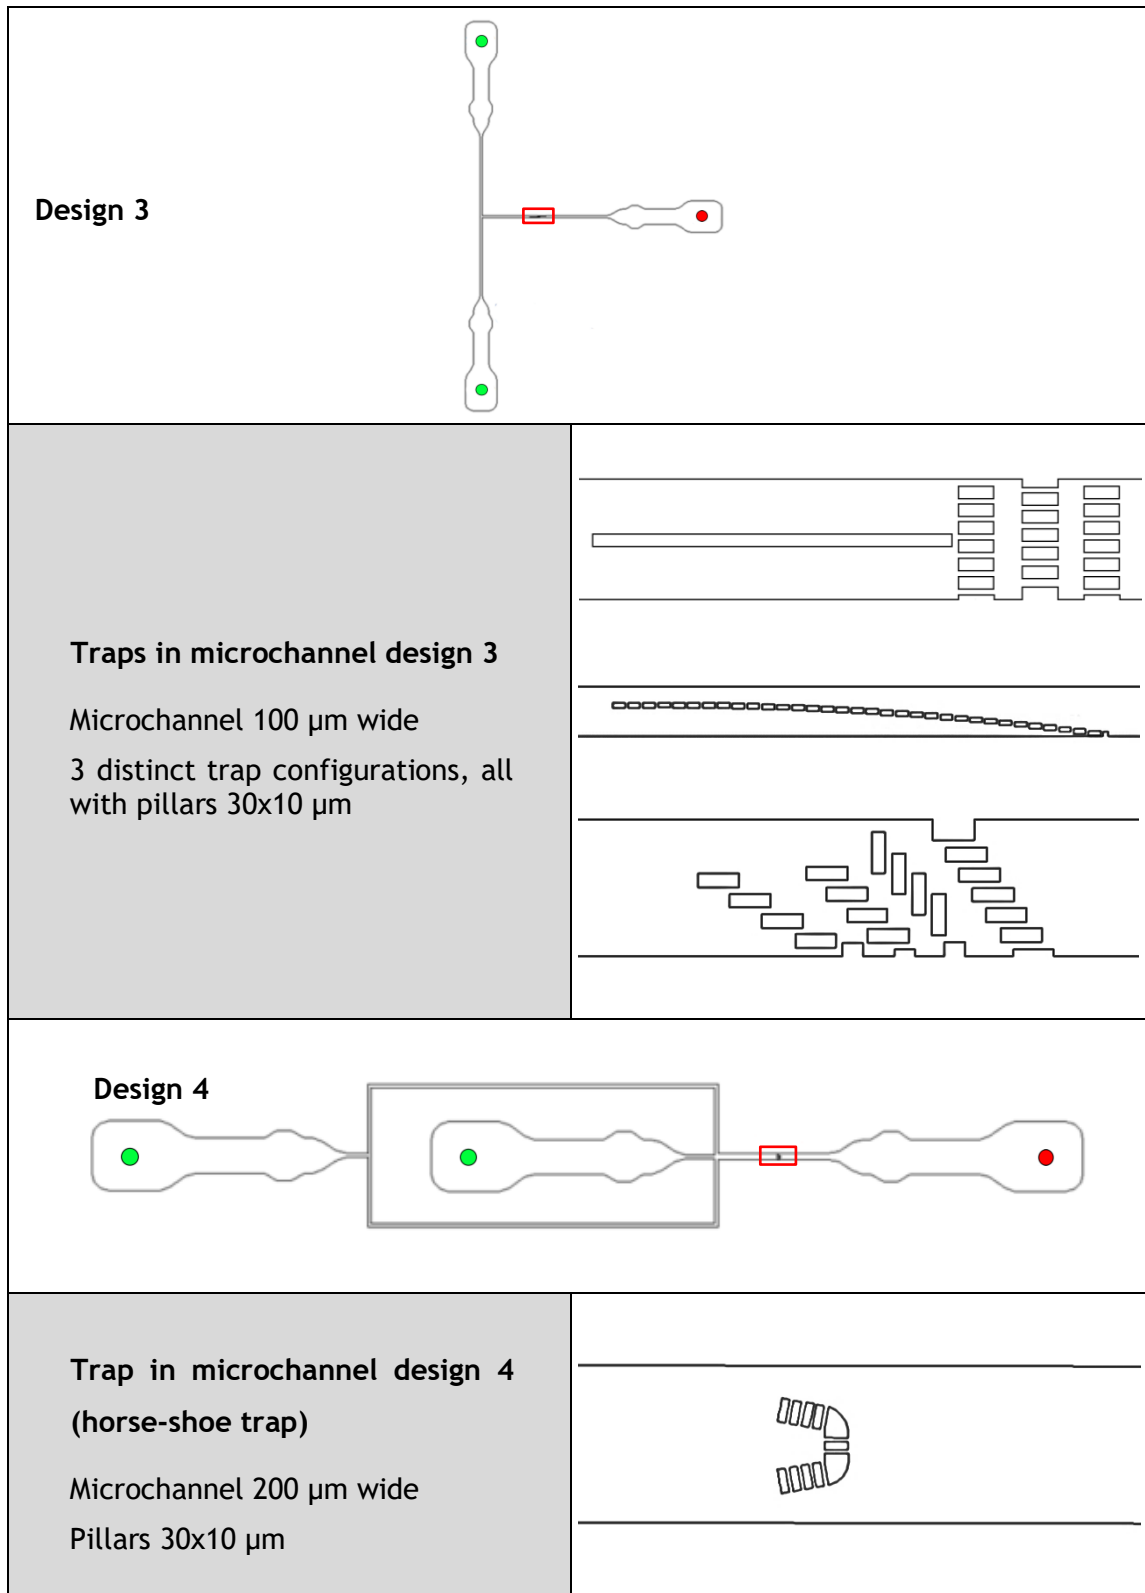 Design 3
Traps in microchannel design 3
Microchannel 100 µm wide
3 distinct trap configurations, all
with pillars 30x10 µm
Design 4
Trap in microchannel design 4
(horse-shoe trap)
Microchannel 200 µm wide
Pillars 30x10 µm